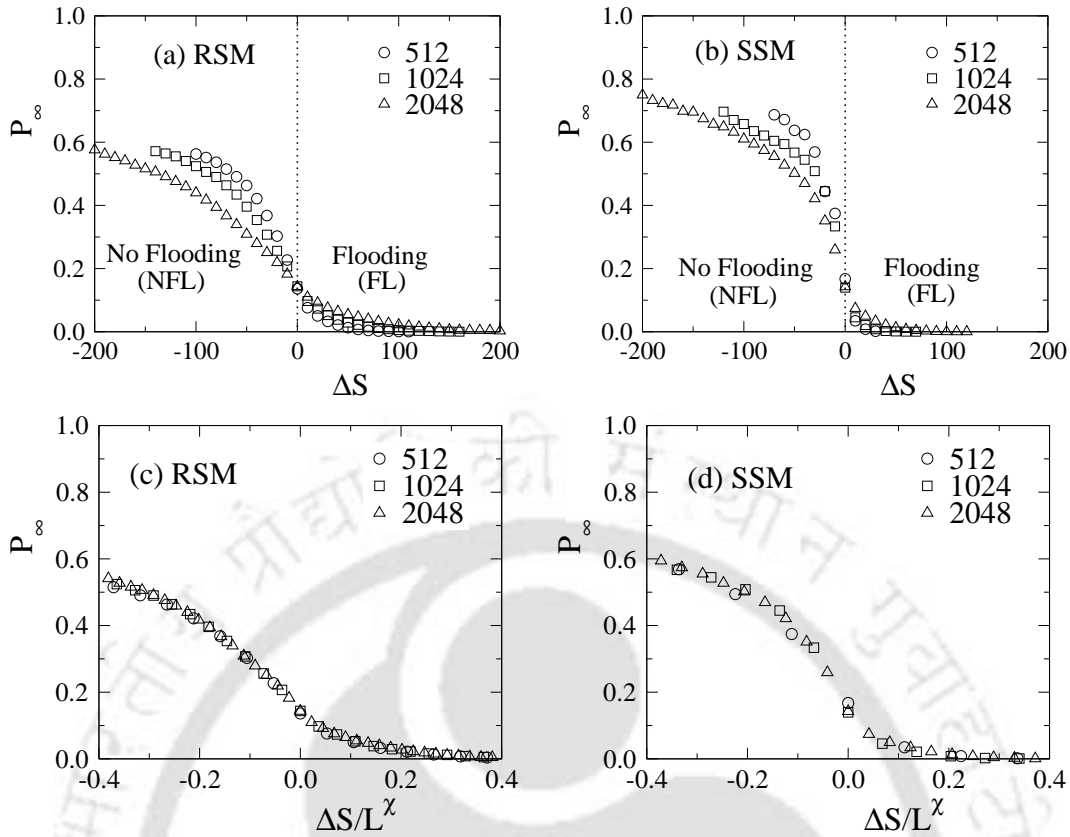 (a) RSM
512
1024
2048
No Flooding
(NFL)
Flooding
(FL)
P∞
1.0
0.8
0.6
0.4
0.2
0.0
-200 -100 0 100 200
ΔS
(b) SSM
512
1024
2048
No Flooding
(NFL)
Flooding
(FL)
P∞
1.0
0.8
0.6
0.4
0.2
0.0
-200 -100 0 100 200
ΔS
(c) RSM
512
1024
2048
P∞
1.0
0.8
0.6
0.4
0.2
0.0
-0.4 -0.2 0.0 0.2 0.4
ΔS/L^χ
(d) SSM
512
1024
2048
P∞
1.0
0.8
0.6
0.4
0.2
0.0
-0.4 -0.2 0.0 0.2 0.4
ΔS/L^χ